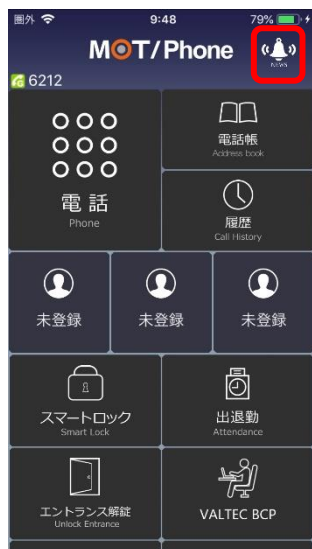 圏外 9:48 79%
MOT/Phone
NEWS
6212
電話
Phone
電話帳
Address book
履歴
Call History
未登録 未登録 未登録
スマートロック
Smart Lock
出退勤
Attendance
エントランス解錠
Unlock Entrance
VALTEC BCP